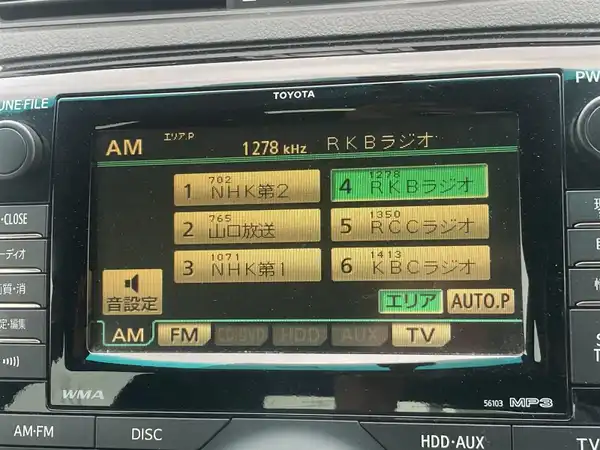 TOYOTA
UNE FILE
PW
AM エリア.P 1278 kHz RKBラジオ
702
1 NHK第2
765
2 山口放送
1071
3 NHK第1
1278
4 RKBラジオ
1350
5 RCCラジオ
1413
6 KBCラジオ
音設定
エリア
AUTO.P
AM
FM
CD·DVD
HDD
AUX
TV
·CLOSE
ーディオ
質·消
定·編集
WMA
56103 MP3
AM·FM
DISC
HDD·AUX
TV